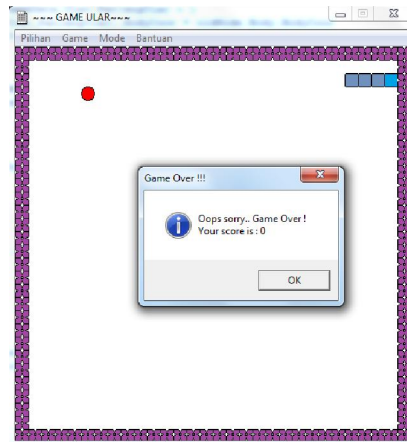 ~~~ GAME ULAR~~~
Pilihan Game Mode Bantuan
Game Over !!!
Oops sorry.. Game Over !
Your score is : 0
OK